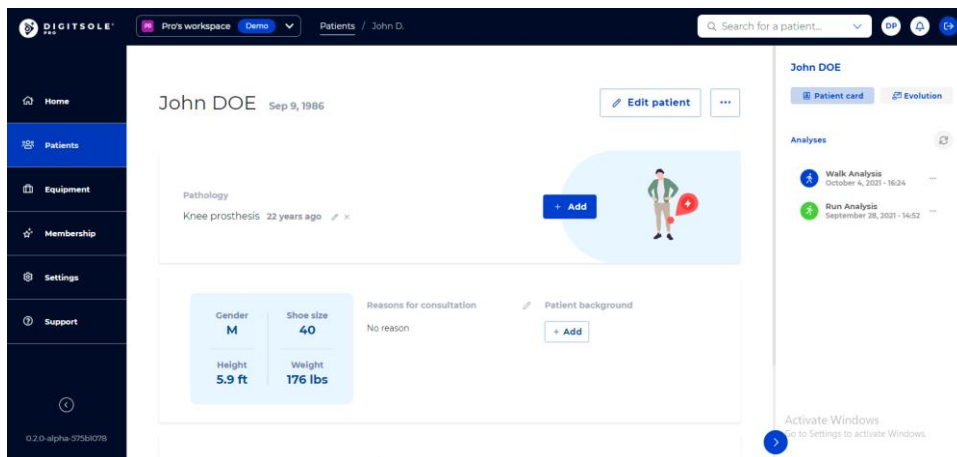 DIGITSOLE®
PRO
PS Pro's workspace Demo
Patients / John D.
Search for a patient...
DP
Home
Patients
Equipment
Membership
Settings
Support
0.2.0-alpha-575b1078
John DOE Sep 9, 1986
Edit patient
...
Pathology
Knee prosthesis 22 years ago
+ Add
Gender
M
Shoe size
40
Height
5.9 ft
Weight
176 lbs
Reasons for consultation
No reason
Patient background
+ Add
John DOE
Patient card
Evolution
Analyses
Walk Analysis
October 4, 2021 - 16:24
...
Run Analysis
September 28, 2021 - 14:52
...
Activate Windows
Go to Settings to activate Windows.